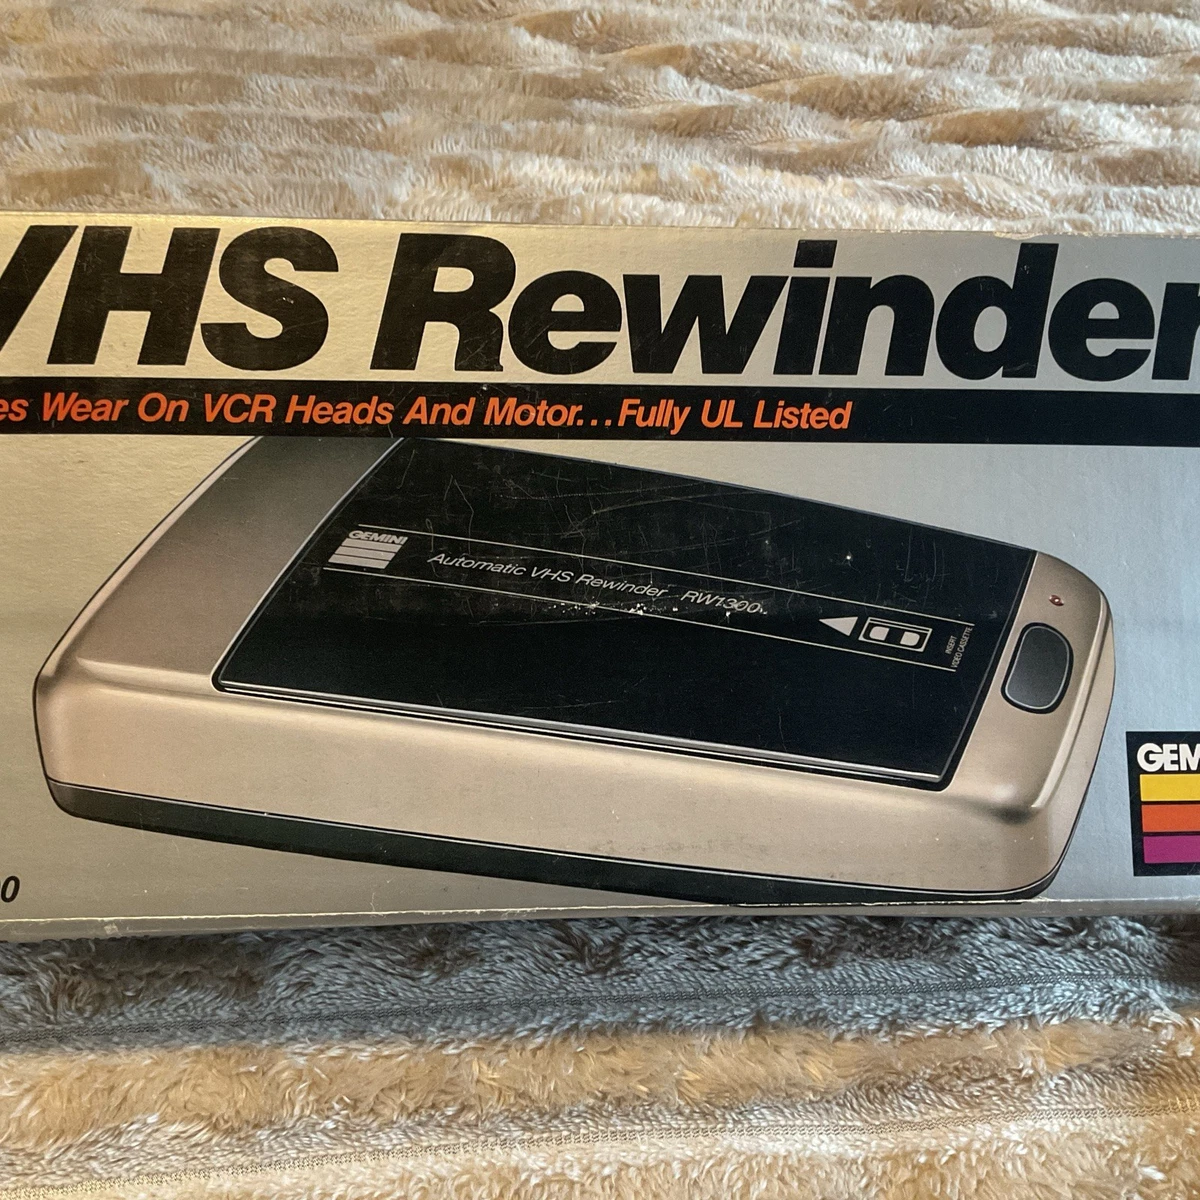 VHS Rewinder
es Wear On VCR Heads And Motor...Fully UL Listed
GEMINI
Automatic VHS Rewinder RW1300
INSERT
VIDEO CASSETTE
GEM
0